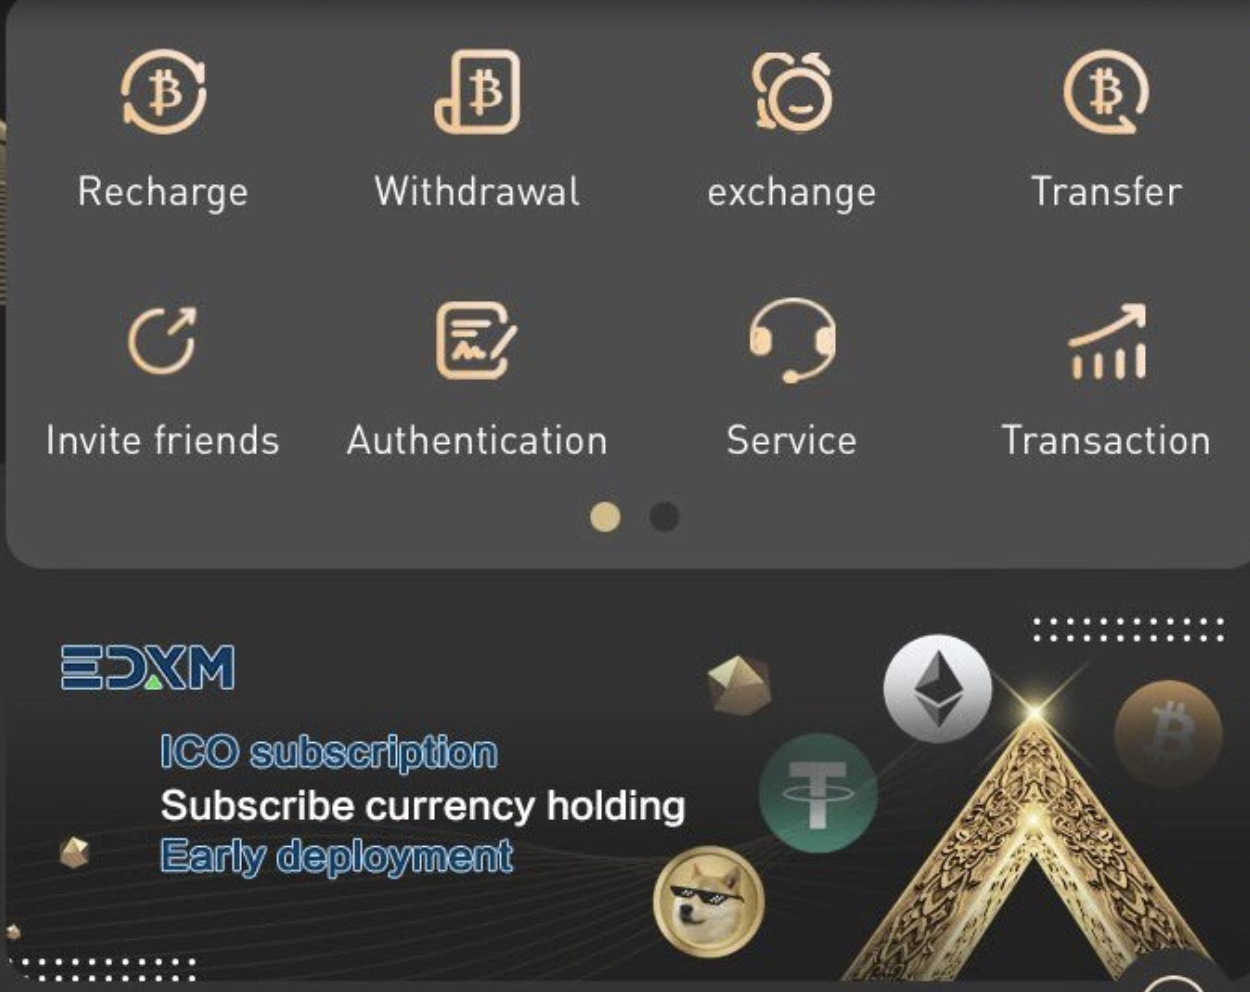 Recharge Withdrawal exchange Transfer
Invite friends Authentication Service Transaction
EDXM
ICO subscription
Subscribe currency holding
Early deployment